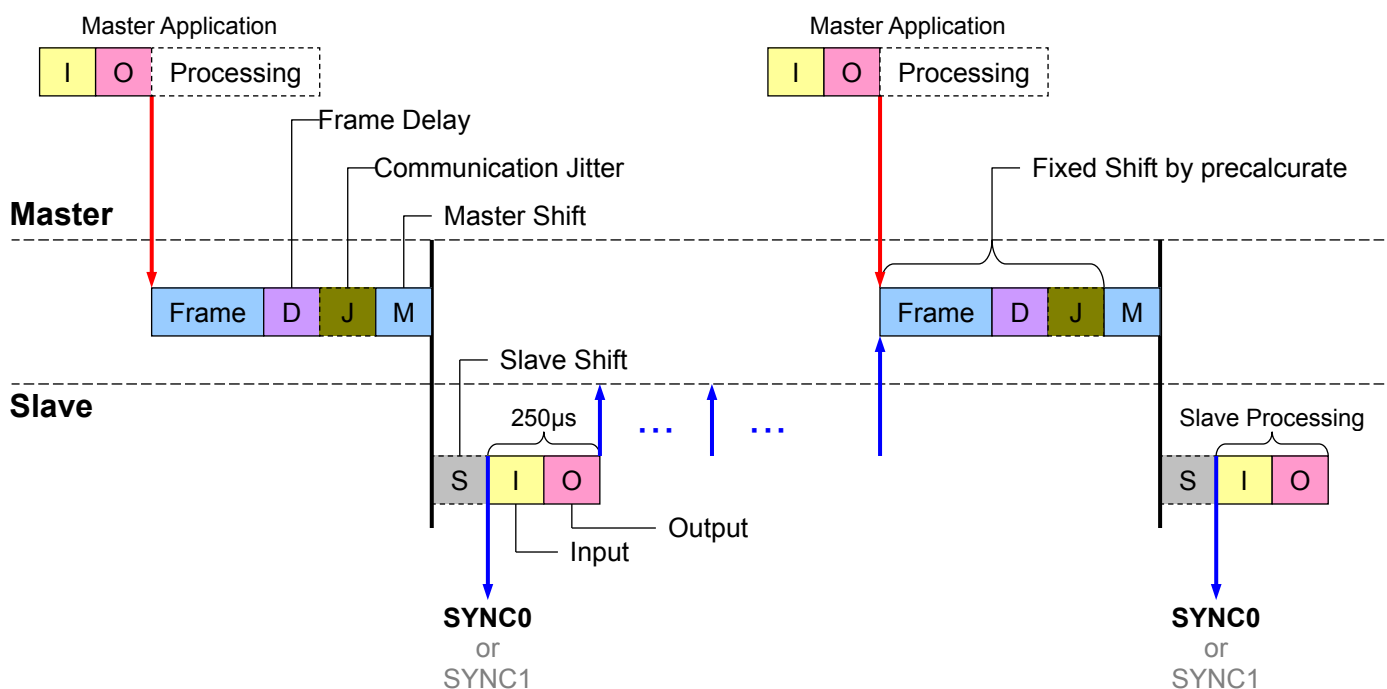 Master Application
Master Application
I O Processing
I O Processing
Frame Delay
Communication Jitter
Fixed Shift by precalcurate
Master
Master Shift
Frame D J M
Frame D J M
Slave Shift
Slave
250µs
...
...
Slave Processing
S I O
S I O
Output
Input
SYNC0
or
SYNC1
SYNC0
or
SYNC1